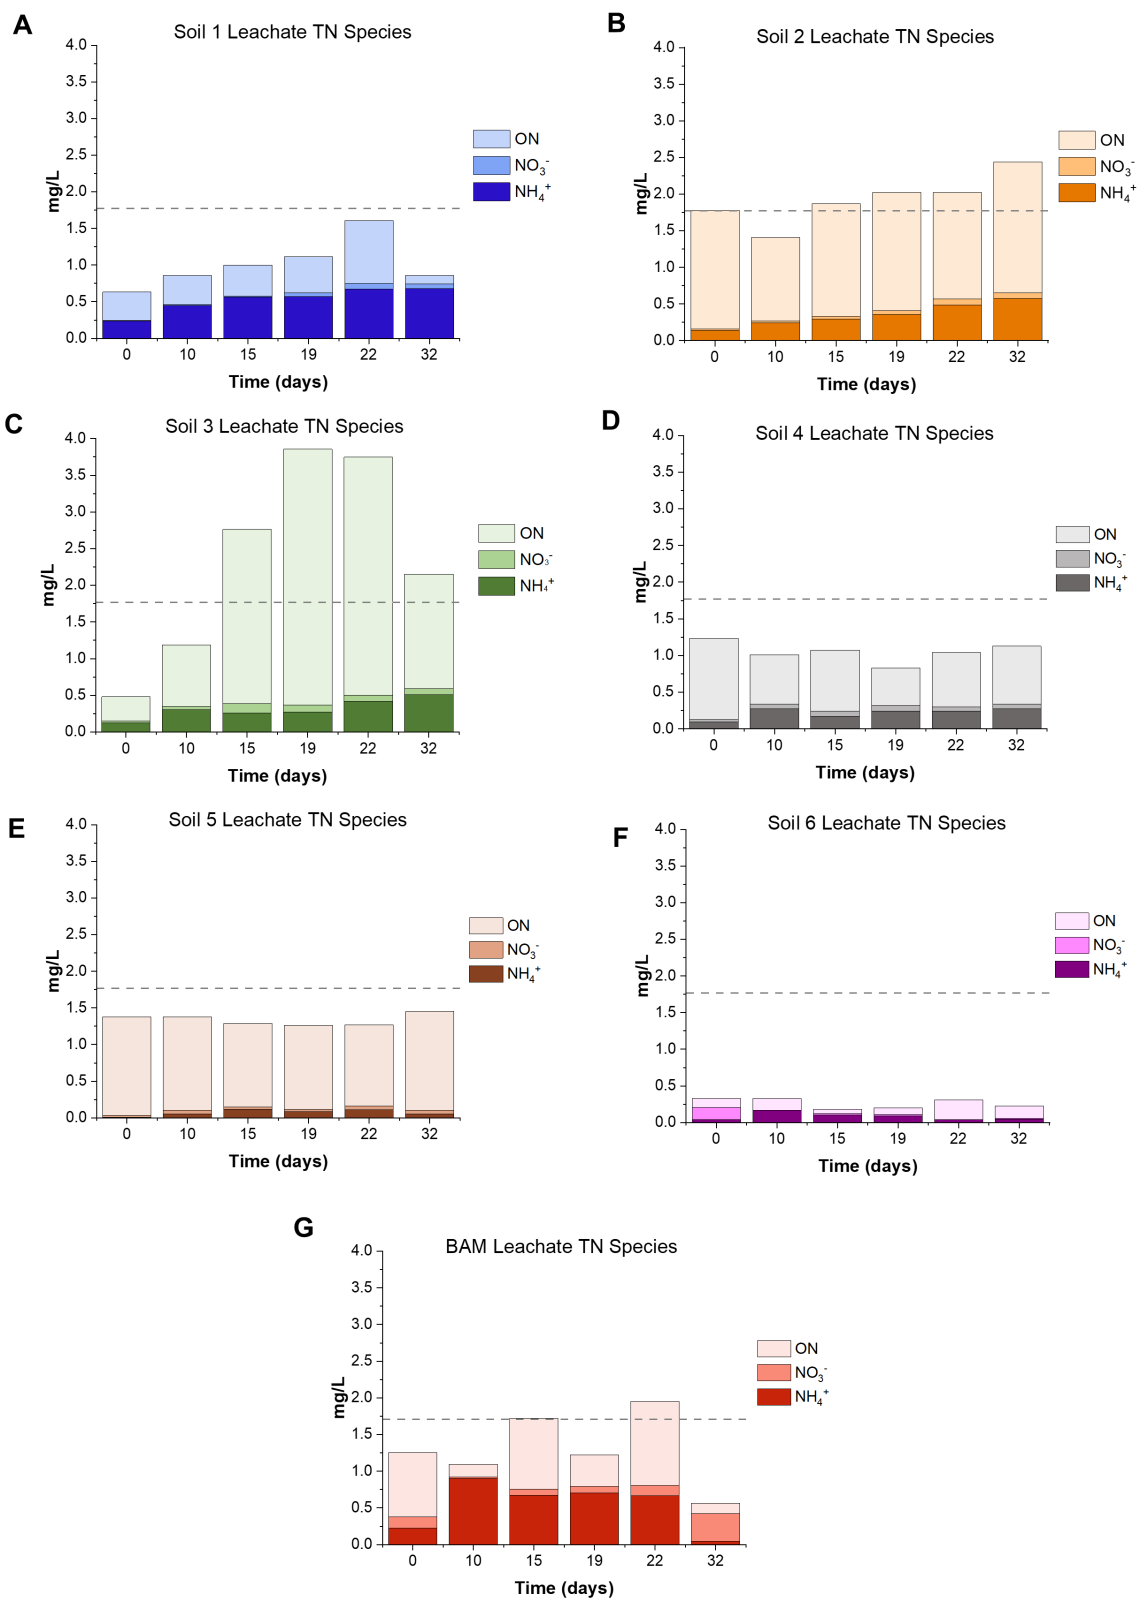 A
Soil 1 Leachate TN Species
4.0
3.5
3.0
2.5
2.0
1.5
1.0
0.5
0.0
mg/L
0 10 15 19 22 32
Time (days)
ON
NO₃⁻
NH₄⁺
B
Soil 2 Leachate TN Species
4.0
3.5
3.0
2.5
2.0
1.5
1.0
0.5
0.0
mg/L
0 10 15 19 22 32
Time (days)
ON
NO₃⁻
NH₄⁺
C
Soil 3 Leachate TN Species
4.0
3.5
3.0
2.5
2.0
1.5
1.0
0.5
0.0
mg/L
0 10 15 19 22 32
Time (days)
ON
NO₃⁻
NH₄⁺
D
Soil 4 Leachate TN Species
4.0
3.5
3.0
2.5
2.0
1.5
1.0
0.5
0.0
mg/L
0 10 15 19 22 32
Time (days)
ON
NO₃⁻
NH₄⁺
E
Soil 5 Leachate TN Species
4.0
3.5
3.0
2.5
2.0
1.5
1.0
0.5
0.0
mg/L
0 10 15 19 22 32
Time (days)
ON
NO₃⁻
NH₄⁺
F
Soil 6 Leachate TN Species
4.0
3.5
3.0
2.5
2.0
1.5
1.0
0.5
0.0
mg/L
0 10 15 19 22 32
Time (days)
ON
NO₃⁻
NH₄⁺
G
BAM Leachate TN Species
4.0
3.5
3.0
2.5
2.0
1.5
1.0
0.5
0.0
mg/L
0 10 15 19 22 32
Time (days)
ON
NO₃⁻
NH₄⁺